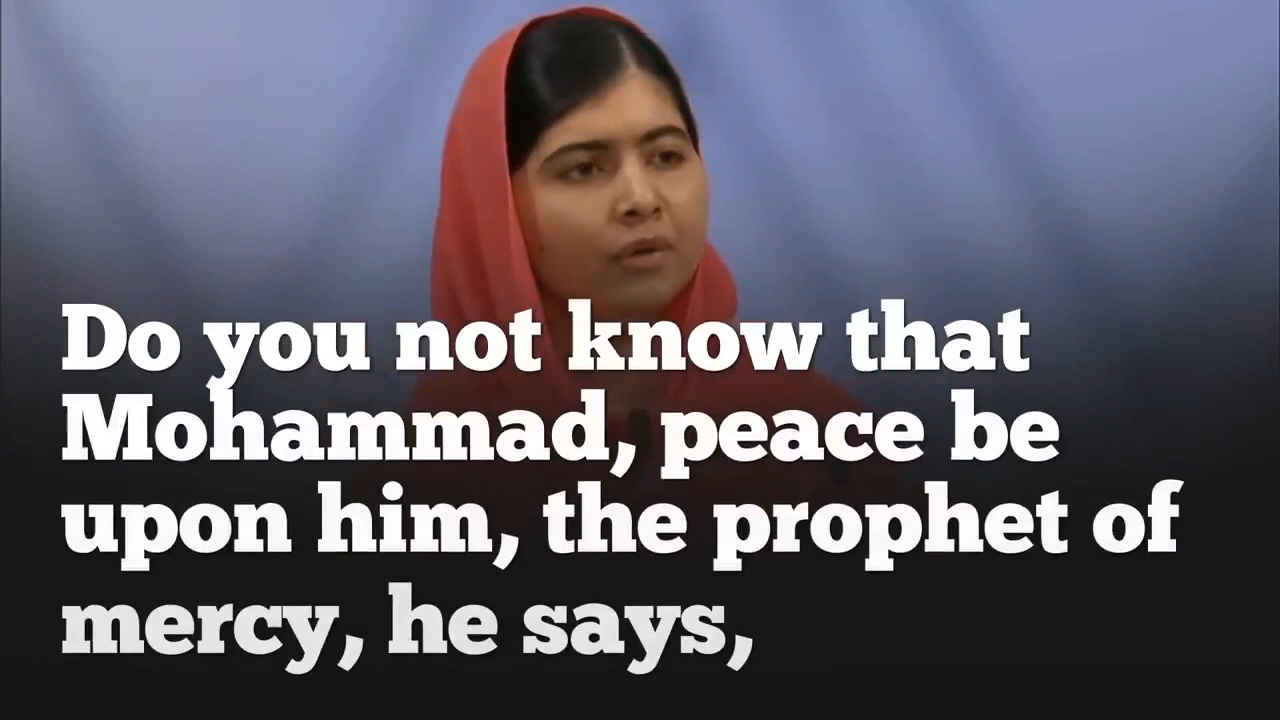 Do you not know that
Mohammad, peace be
upon him, the prophet of
mercy, he says,